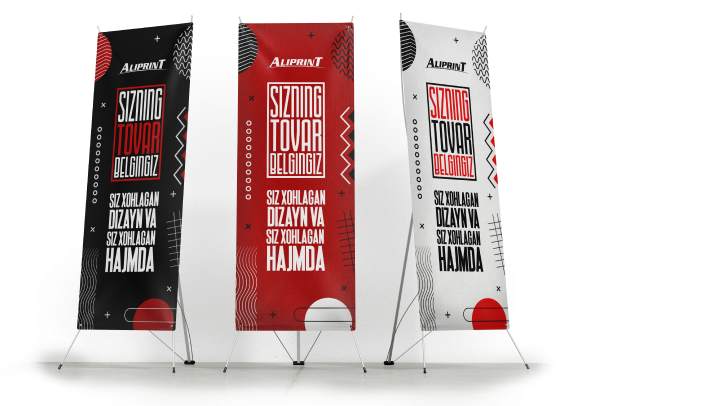 ALIPRINT
SIZNING
TOVAR
BELGINGIZ
SIZ XOHLAGAN
DIZAYN VA
SIZ XOHLAGAN
HAJMDA
ALIPRINT
SIZNING
TOVAR
BELGINGIZ
SIZ XOHLAGAN
DIZAYN VA
SIZ XOHLAGAN
HAJMDA
ALIPRINT
SIZNING
TOVAR
BELGINGIZ
SIZ XOHLAGAN
DIZAYN VA
SIZ XOHLAGAN
HAJMDA